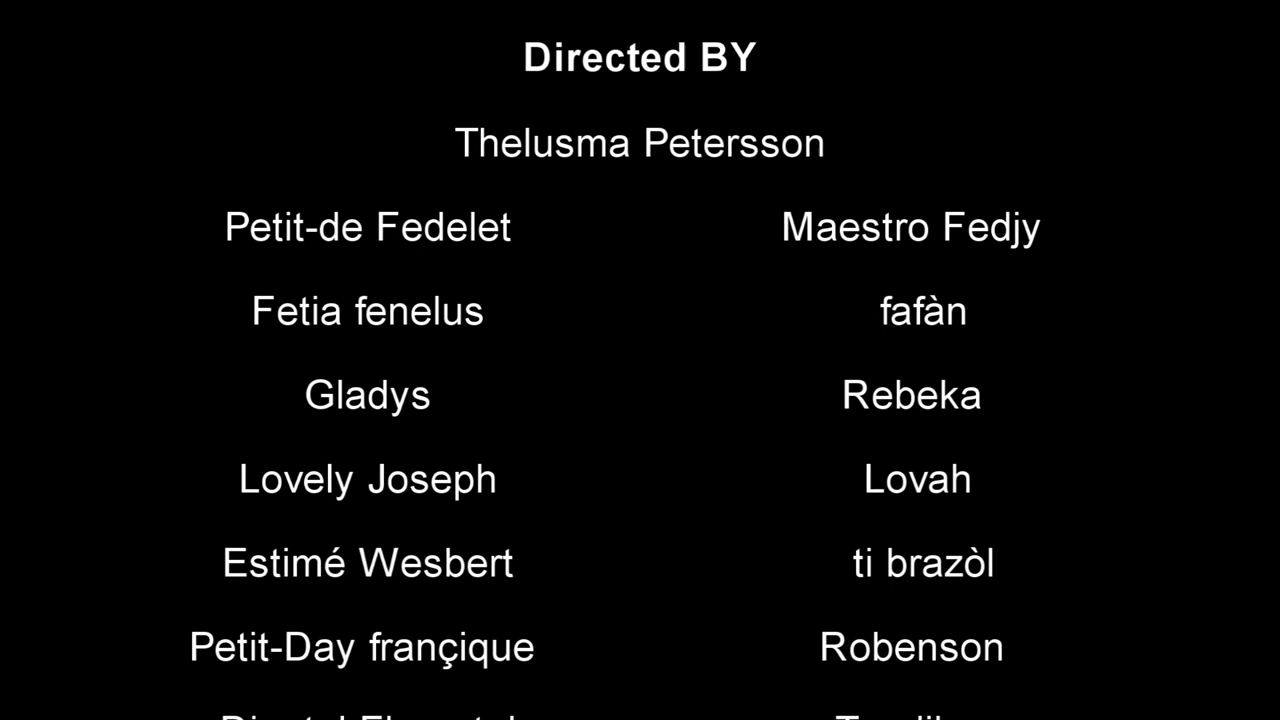 Directed BY
Thelusma Petersson
Petit-de Fedelet Maestro Fedjy
Fetia fenelus fafàn
Gladys Rebeka
Lovely Joseph Lovah
Estimé Wesbert ti brazòl
Petit-Day françique Robenson